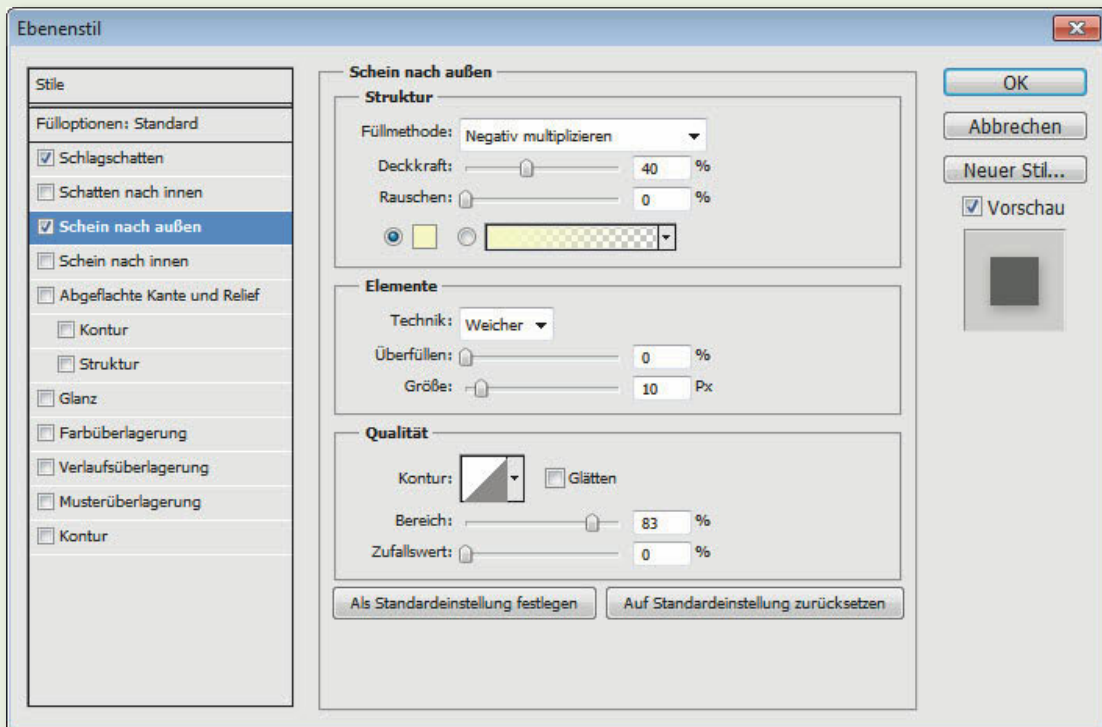 Ebenenstil
Stile
Fülloptionen: Standard
Schlagschatten
Schatten nach innen
Schein nach außen
Schein nach innen
Abgeflachte Kante und Relief
Kontur
Struktur
Glanz
Farbüberlagerung
Verlaufsüberlagerung
Musterüberlagerung
Kontur
Schein nach außen
Struktur
Füllmethode: Negativ multiplizieren
Deckkraft: 40 %
Rauschen: 0 %
Elemente
Technik: Weicher
Überfüllen: 0 %
Größe: 10 Px
Qualität
Kontur: Glätten
Bereich: 83 %
Zufallswert: 0 %
Als Standardeinstellung festlegen Auf Standardeinstellung zurücksetzen
OK
Abbrechen
Neuer Stil...
Vorschau